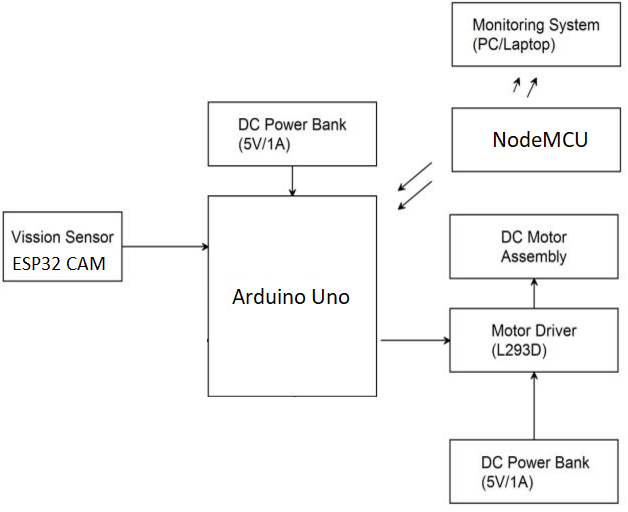 Monitoring System
(PC/Laptop)
DC Power Bank
(5V/1A)
NodeMCU
Vission Sensor
ESP32 CAM
Arduino Uno
DC Motor
Assembly
Motor Driver
(L293D)
DC Power Bank
(5V/1A)